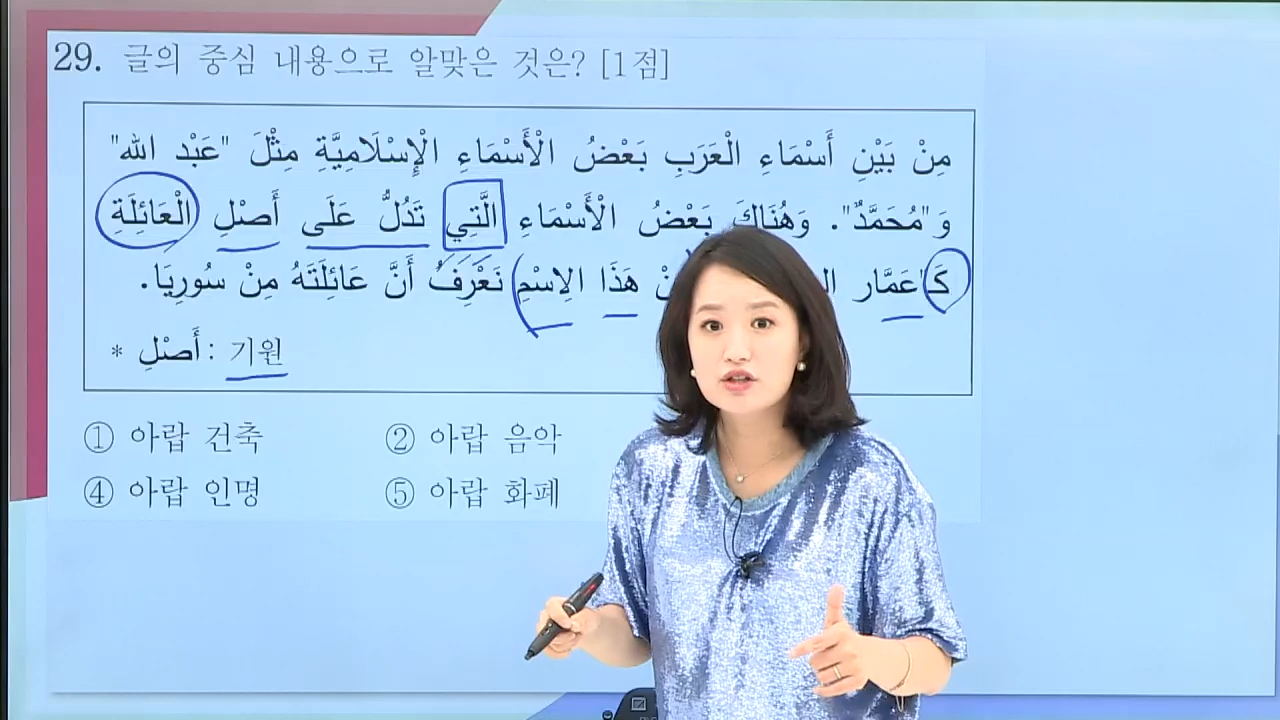 29. 글의 중심 내용으로 알맞은 것은? [1점]
مِنْ بَيْنِ أَسْمَاءِ الْعَرَبِ بَعْضُ الْأَسْمَاءِ الْإِسْلَامِيَّةِ مِثْلَ "عَبْد الله"
وَ"مُحَمَّدٌ". وَهُنَاكَ بَعْضُ الْأَسْمَاءِ الَّتِي تَدُلُّ عَلَى أَصْلِ الْعَائِلَةِ
كَـ"عَمَّار هَذَا الِاسْمِ نَعْرِفُ أَنَّ عَائِلَتَهُ مِنْ سُورِيَا.
* أَصْلِ : 기원
① 아랍 건축
② 아랍 음악
④ 아랍 인명
⑤ 아랍 화폐